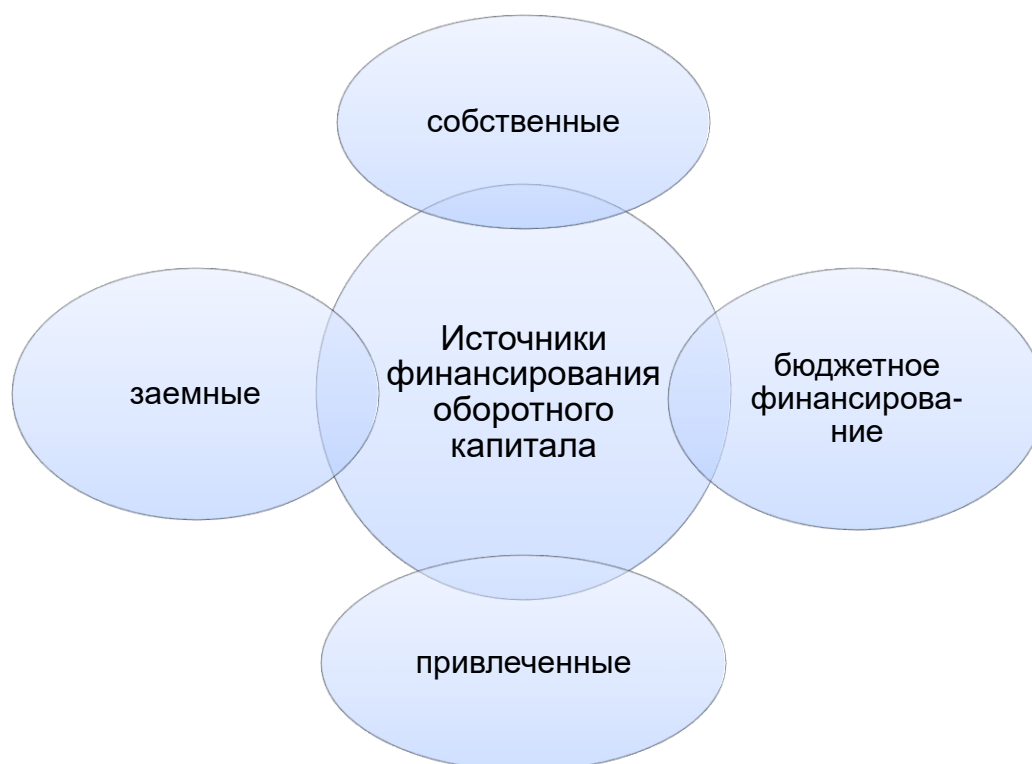 собственные
заемные
Источники
финансирования
оборотного
капитала
бюджетное
финансирова-
ние
привлеченные